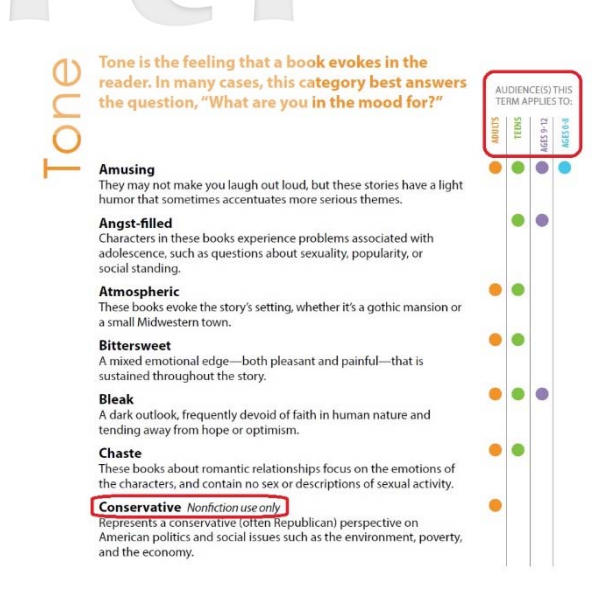 Tone
Tone is the feeling that a book evokes in the
reader. In many cases, this category best answers
the question, “What are you in the mood for?”
AUDIENCE(S) THIS
TERM APPLIES TO:
ADULTS
TEENS
AGES 9-12
AGES 0-8
Amusing
They may not make you laugh out loud, but these stories have a light
humor that sometimes accentuates more serious themes.
Angst-filled
Characters in these books experience problems associated with
adolescence, such as questions about sexuality, popularity, or
social standing.
Atmospheric
These books evoke the story’s setting, whether it’s a gothic mansion or
a small Midwestern town.
Bittersweet
A mixed emotional edge—both pleasant and painful—that is
sustained throughout the story.
Bleak
A dark outlook, frequently devoid of faith in human nature and
tending away from hope or optimism.
Chaste
These books about romantic relationships focus on the emotions of
the characters, and contain no sex or descriptions of sexual activity.
Conservative Nonfiction use only
Represents a conservative (often Republican) perspective on
American politics and social issues such as the environment, poverty,
and the economy.